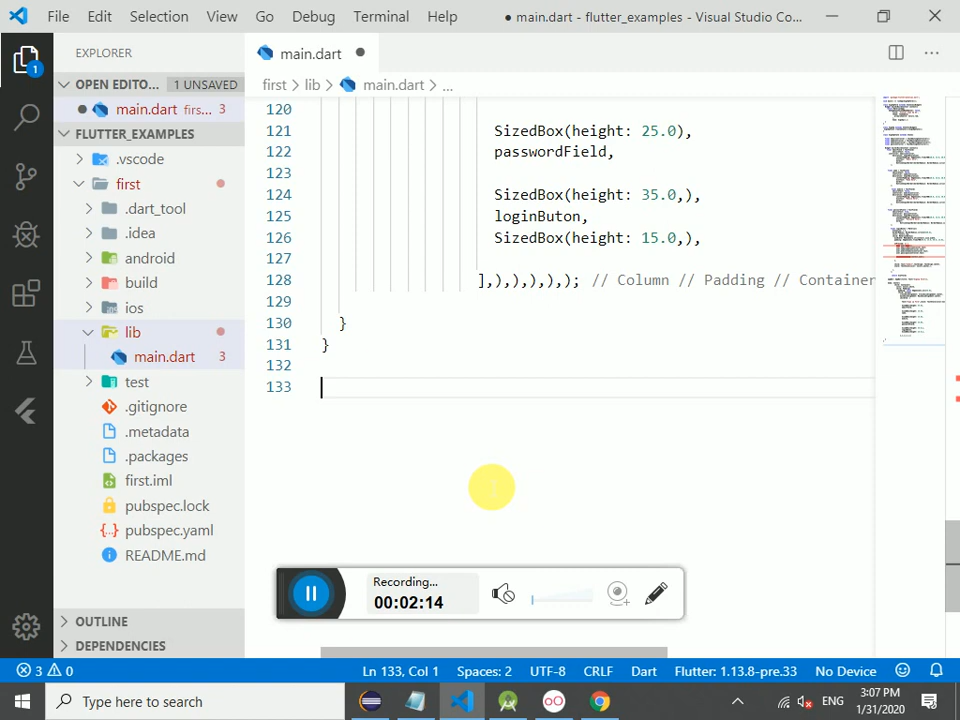 File Edit Selection View Go Debug Terminal Help ● main.dart - flutter_examples - Visual Studio Co...
EXPLORER
main.dart
OPEN EDITO... 1 UNSAVED
first > lib > main.dart > ...
main.dart firs... 3
FLUTTER_EXAMPLES
.vscode
first
.dart_tool
.idea
android
build
ios
lib
main.dart 3
test
.gitignore
.metadata
.packages
first.iml
pubspec.lock
pubspec.yaml
README.md
OUTLINE
DEPENDENCIES
1
120
121 SizedBox(height: 25.0),
122 passwordField,
123
124 SizedBox(height: 35.0,),
125 loginButon,
126 SizedBox(height: 15.0,),
127
128 ],),),),),); // Column // Padding // Container
129
130 }
131 }
132
133
Recording...
00:02:14
3 0 Ln 133, Col 1 Spaces: 2 UTF-8 CRLF Dart Flutter: 1.13.8-pre.33 No Device
Type here to search
ENG
3:07 PM
1/31/2020